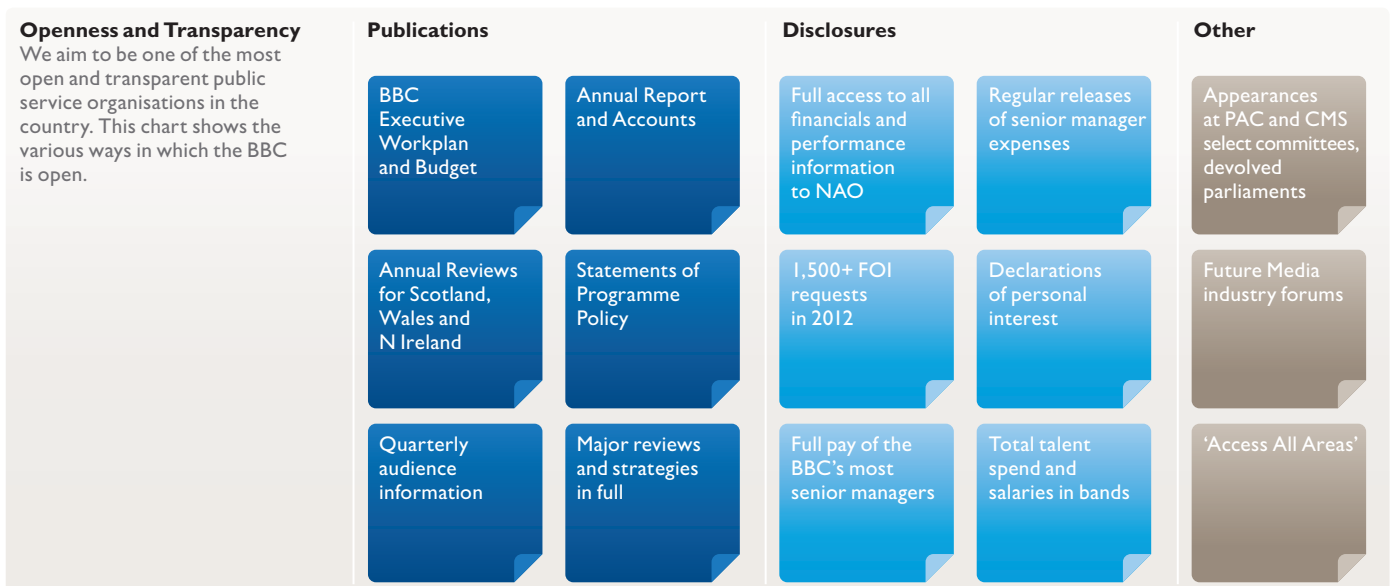 Openness and Transparency
We aim to be one of the most
open and transparent public
service organisations in the
country. This chart shows the
various ways in which the BBC
is open.
Publications
BBC
Executive
Workplan
and Budget
Annual Report
and Accounts
Annual Reviews
for Scotland,
Wales and
N Ireland
Statements of
Programme
Policy
Quarterly
audience
information
Major reviews
and strategies
in full
Disclosures
Full access to all
financials and
performance
information
to NAO
Regular releases
of senior manager
expenses
1,500+ FOI
requests
in 2012
Declarations
of personal
interest
Full pay of the
BBC’s most
senior managers
Total talent
spend and
salaries in bands
Other
Appearances
at PAC and CMS
select committees,
devolved
parliaments
Future Media
industry forums
‘Access All Areas’